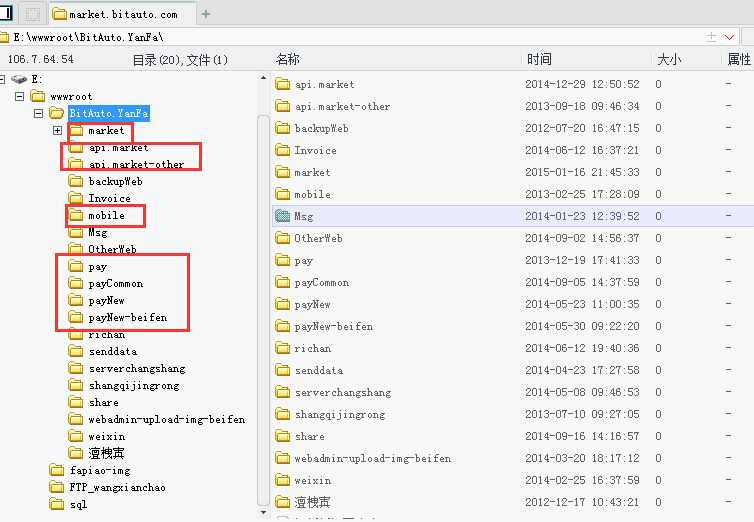 market.bitauto.com
E:\wwwroot\BitAuto.YanFa\
106.7.64.54 目录(20),文件(1) 名称 时间 大小 属性
E:
wwwroot
BitAuto.YanFa
market
api.market
api.market-other
backupWeb
Invoice
mobile
Msg
OtherWeb
pay
payCommon
payNew
payNew-beifen
richan
senddata
serverchangshang
shangqijingrong
share
webadmin-upload-img-beifen
weixin
澶栧寘
fapiao-img
FTP_wangxianchao
sql
api.market 2014-12-29 12:50:52 0 -
api.market-other 2013-09-18 09:46:34 0 -
backupWeb 2012-07-20 16:47:15 0 -
Invoice 2014-06-12 16:37:21 0 -
market 2015-01-16 21:45:33 0 -
mobile 2013-02-25 17:28:09 0 -
Msg 2014-01-23 12:39:52 0 -
OtherWeb 2014-09-02 14:56:37 0 -
pay 2013-12-19 17:41:33 0 -
payCommon 2014-09-05 14:37:59 0 -
payNew 2014-05-23 11:00:35 0 -
payNew-beifen 2014-05-30 09:22:20 0 -
richan 2014-06-12 19:40:36 0 -
senddata 2014-04-23 17:27:58 0 -
serverchangshang 2014-05-08 09:46:53 0 -
shangqijingrong 2013-07-10 09:27:05 0 -
share 2014-09-16 14:16:57 0 -
webadmin-upload-img-beifen 2014-03-20 18:17:12 0 -
weixin 2014-02-25 16:37:59 0 -
澶栧寘 2012-12-17 10:43:21 0 -